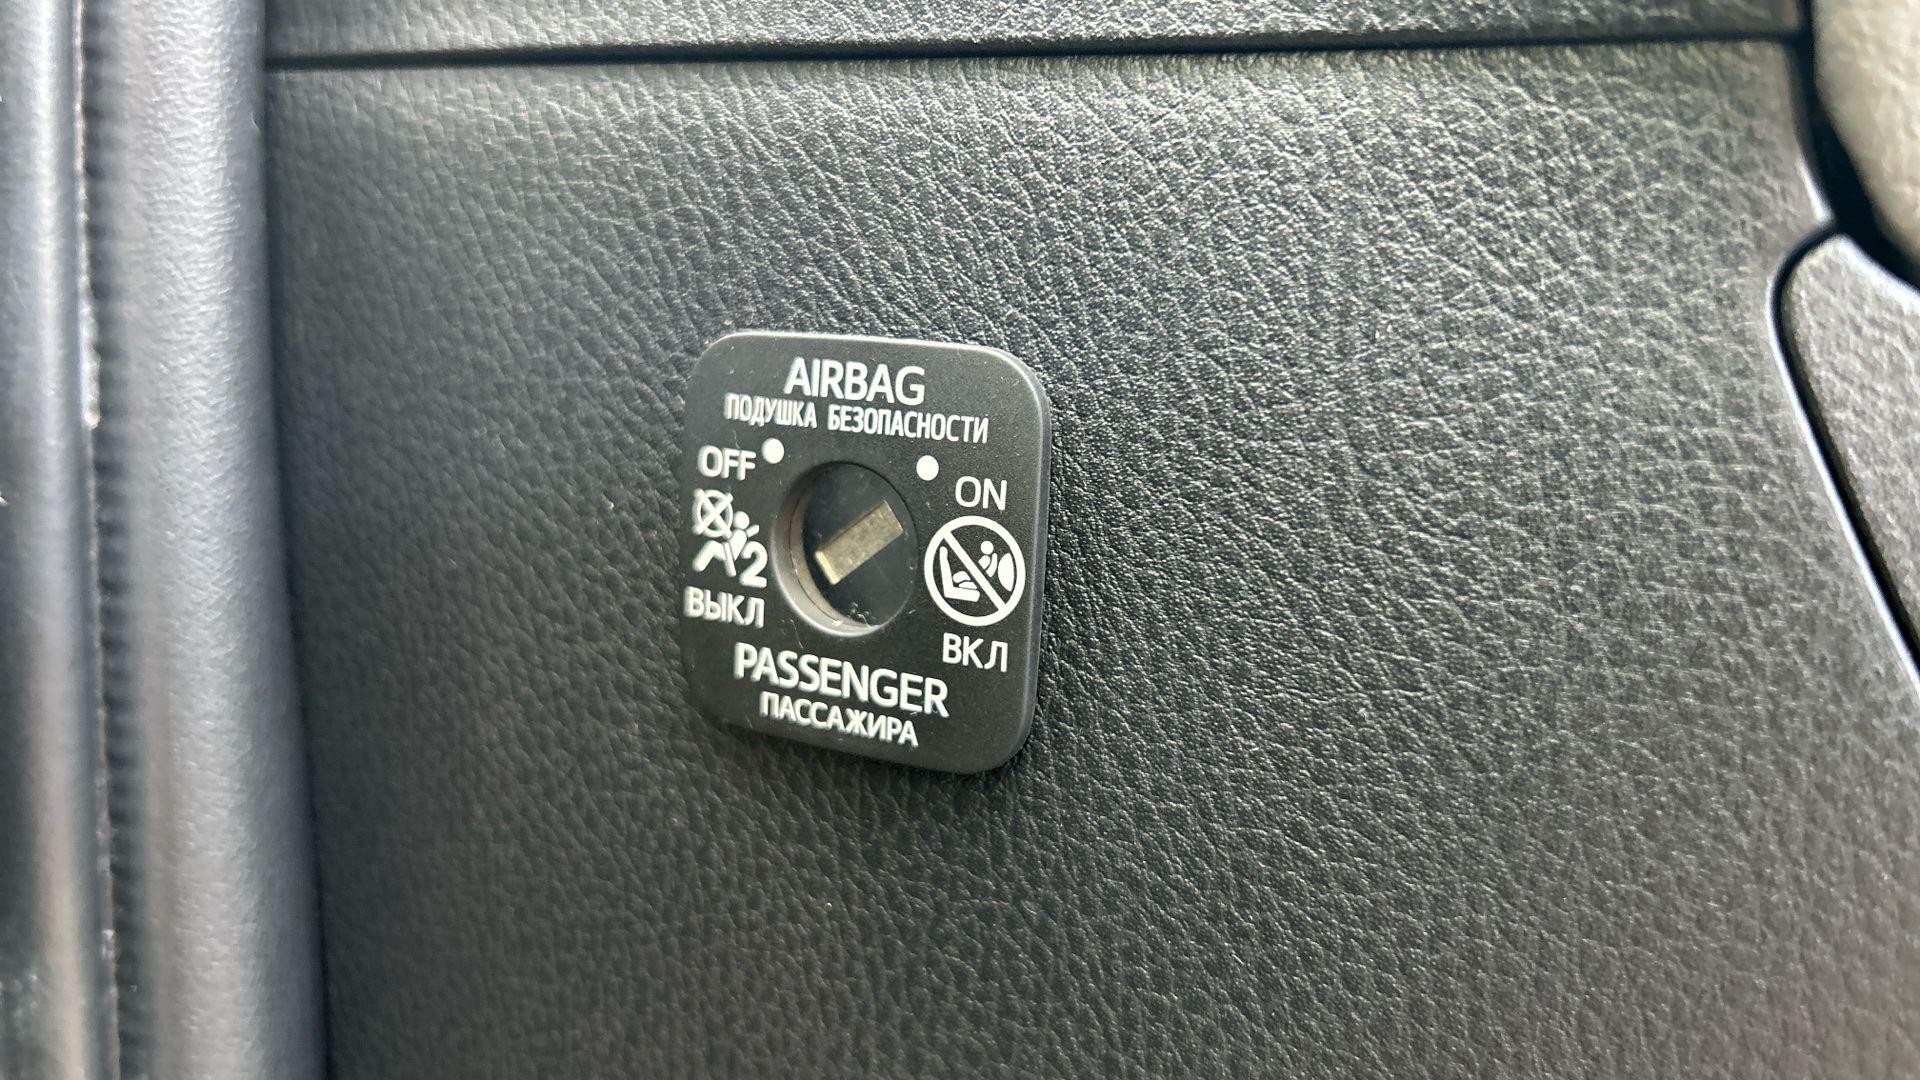 AIRBAG
ПОДУШКА БЕЗОПАСНОСТИ
OFF
ON
2
ВЫКЛ
ВКЛ
PASSENGER
ПАССАЖИРА